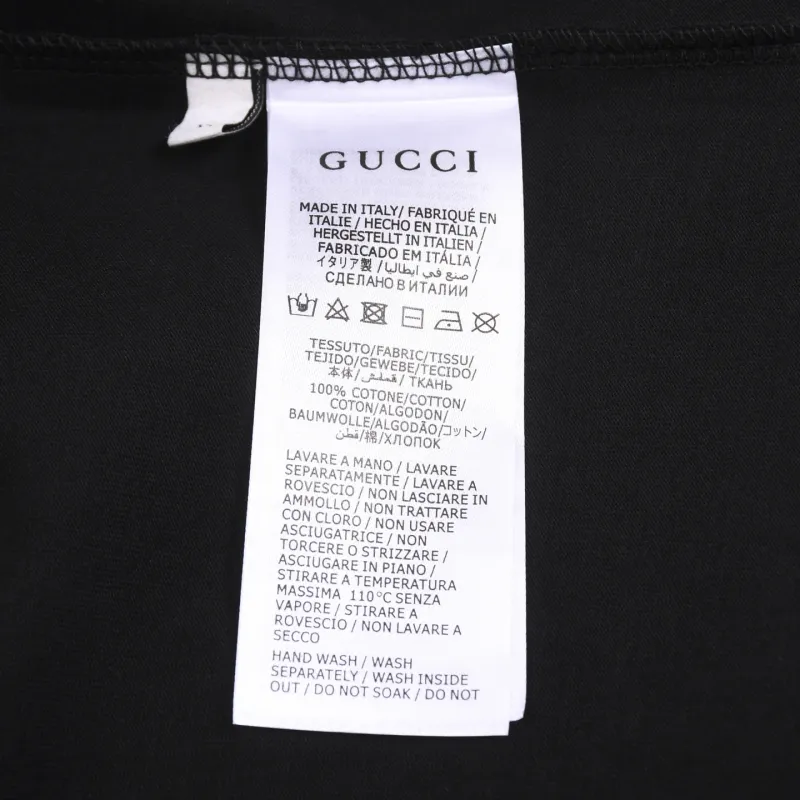 GUCCI
MADE IN ITALY/ FABRIQUÉ EN
ITALIE / HECHO EN ITALIA /
HERGESTELLT IN ITALIEN /
FABRICADO EM ITÁLIA /
イタリア製 / صنع في ايطاليا /
СДЕЛАНО В ИТАЛИИ
TESSUTO/FABRIC/TISSU/
TEJIDO/GEWEBE/TECIDO/
本体/ قملش / ТКАНЬ
100% COTONE/COTTON/
COTON/ALGODON/
BAUMWOLLE/ALGODÃO/コットン/
قطن/棉/ХЛОПОК
LAVARE A MANO / LAVARE
SEPARATAMENTE / LAVARE A
ROVESCIO / NON LASCIARE IN
AMMOLLO / NON TRATTARE
CON CLORO / NON USARE
ASCIUGATRICE / NON
TORCERE O STRIZZARE /
ASCIUGARE IN PIANO /
STIRARE A TEMPERATURA
MASSIMA 110°C SENZA
VAPORE / STIRARE A
ROVESCIO / NON LAVARE A
SECCO
HAND WASH / WASH
SEPARATELY / WASH INSIDE
OUT / DO NOT SOAK / DO NOT